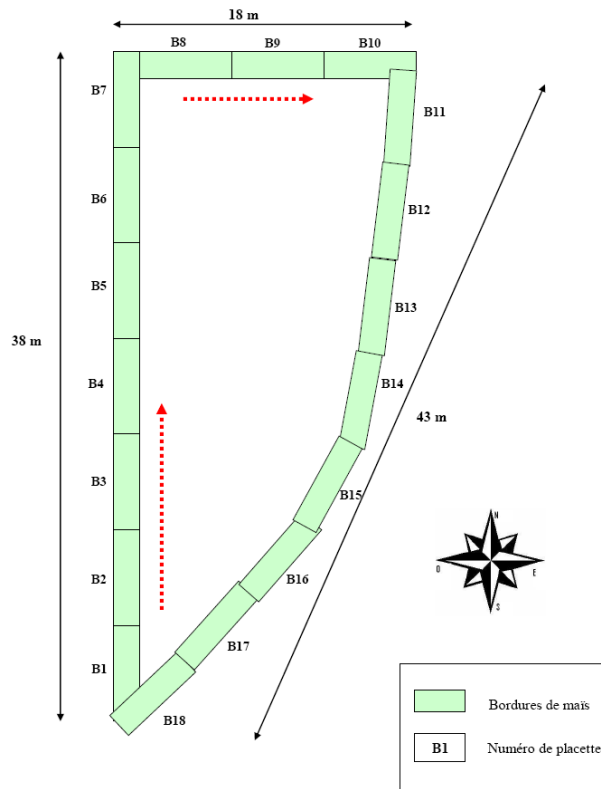 18 m
B8
B9
B10
B7
B11
B6
B12
B5
B13
38 m
B4
B14
43 m
B3
B15
B2
B16
B17
B1
B18
N
O
E
S
Bordures de maïs
B1
Numéro de placette